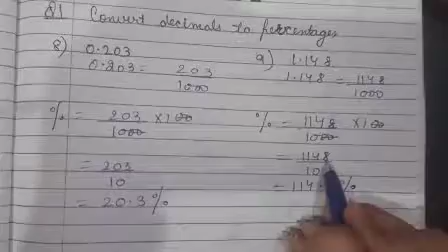 Q1 Convert decimals to percentages
8) 0.203
0.203 = 203/1000
% = 203/1000 × 100
= 203/10
= 20.3%
9) 1.148
1.148 = 1148/1000
% = 1148/1000 × 100
= 1148/10
= 114. %